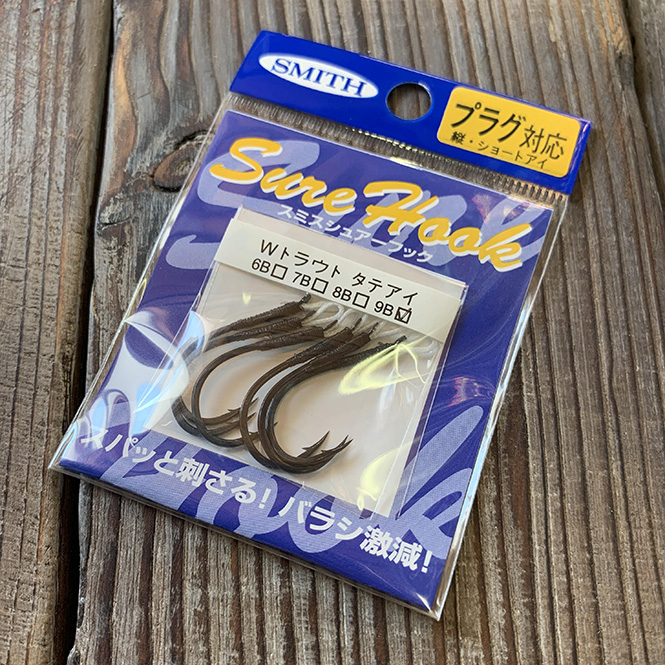 SMITH
プラグ対応
縦・ショートアイ
Sure Hook
スミスシュアーフック
Wトラウト タテアイ
6B□ 7B□ 8B□ 9B☑
スパッと刺さる！バラシ激減！
Hook